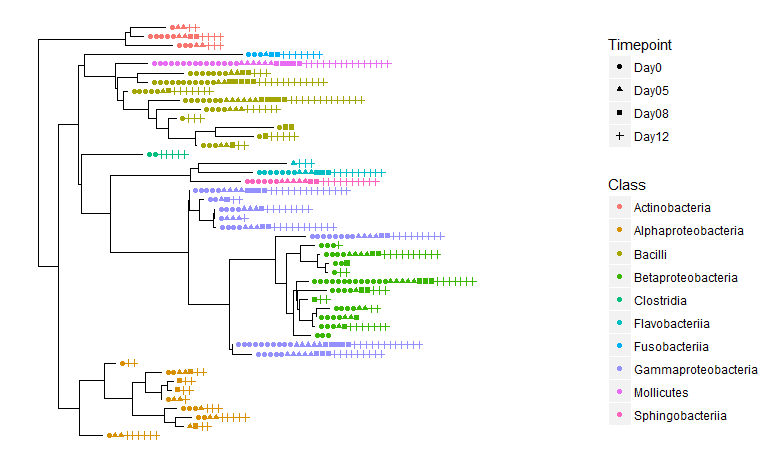 Timepoint
Day0
Day05
Day08
Day12
Class
Actinobacteria
Alphaproteobacteria
Bacilli
Betaproteobacteria
Clostridia
Flavobacteriia
Fusobacteriia
Gammaproteobacteria
Mollicutes
Sphingobacteriia